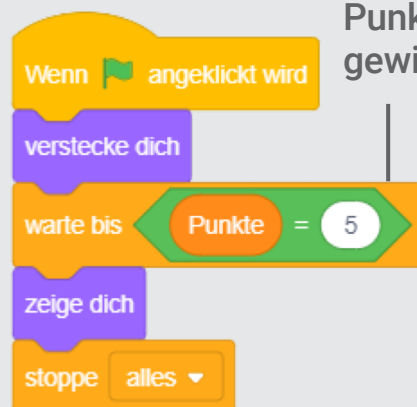 Wenn angeklickt wird
verstecke dich
warte bis Punkte = 5
zeige dich
stoppe alles